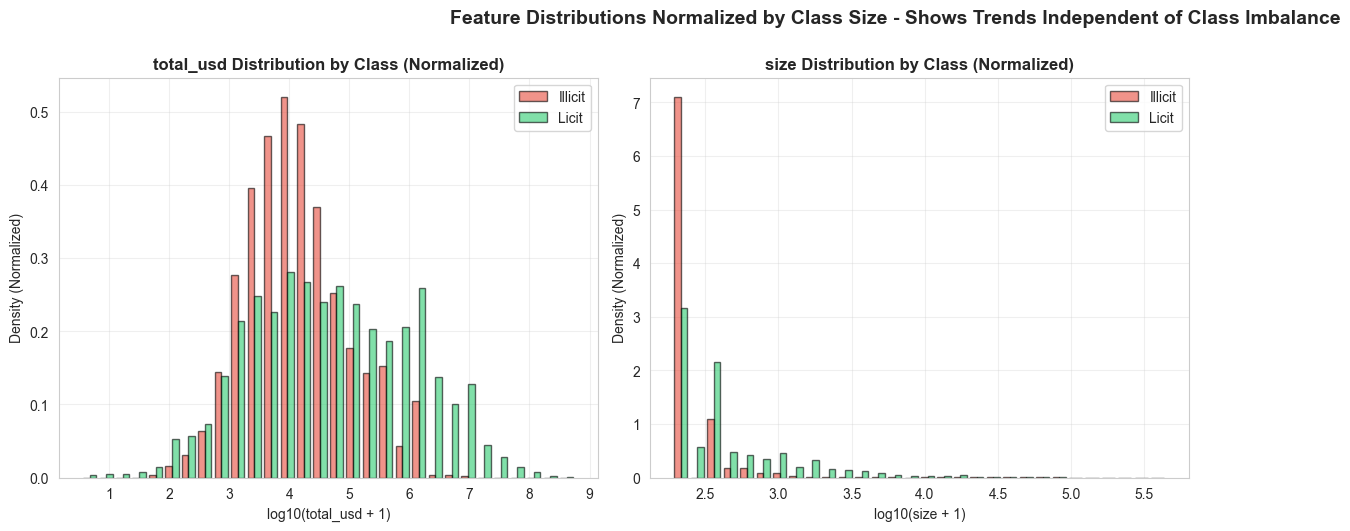 Feature Distributions Normalized by Class Size - Shows Trends Independent of Class Imbalance
total_usd Distribution by Class (Normalized)
Density (Normalized)
0.5
0.4
0.3
0.2
0.1
0.0
Illicit
Licit
1 2 3 4 5 6 7 8 9
log10(total_usd + 1)
size Distribution by Class (Normalized)
Density (Normalized)
7
6
5
4
3
2
1
0
Illicit
Licit
2.5 3.0 3.5 4.0 4.5 5.0 5.5
log10(size + 1)